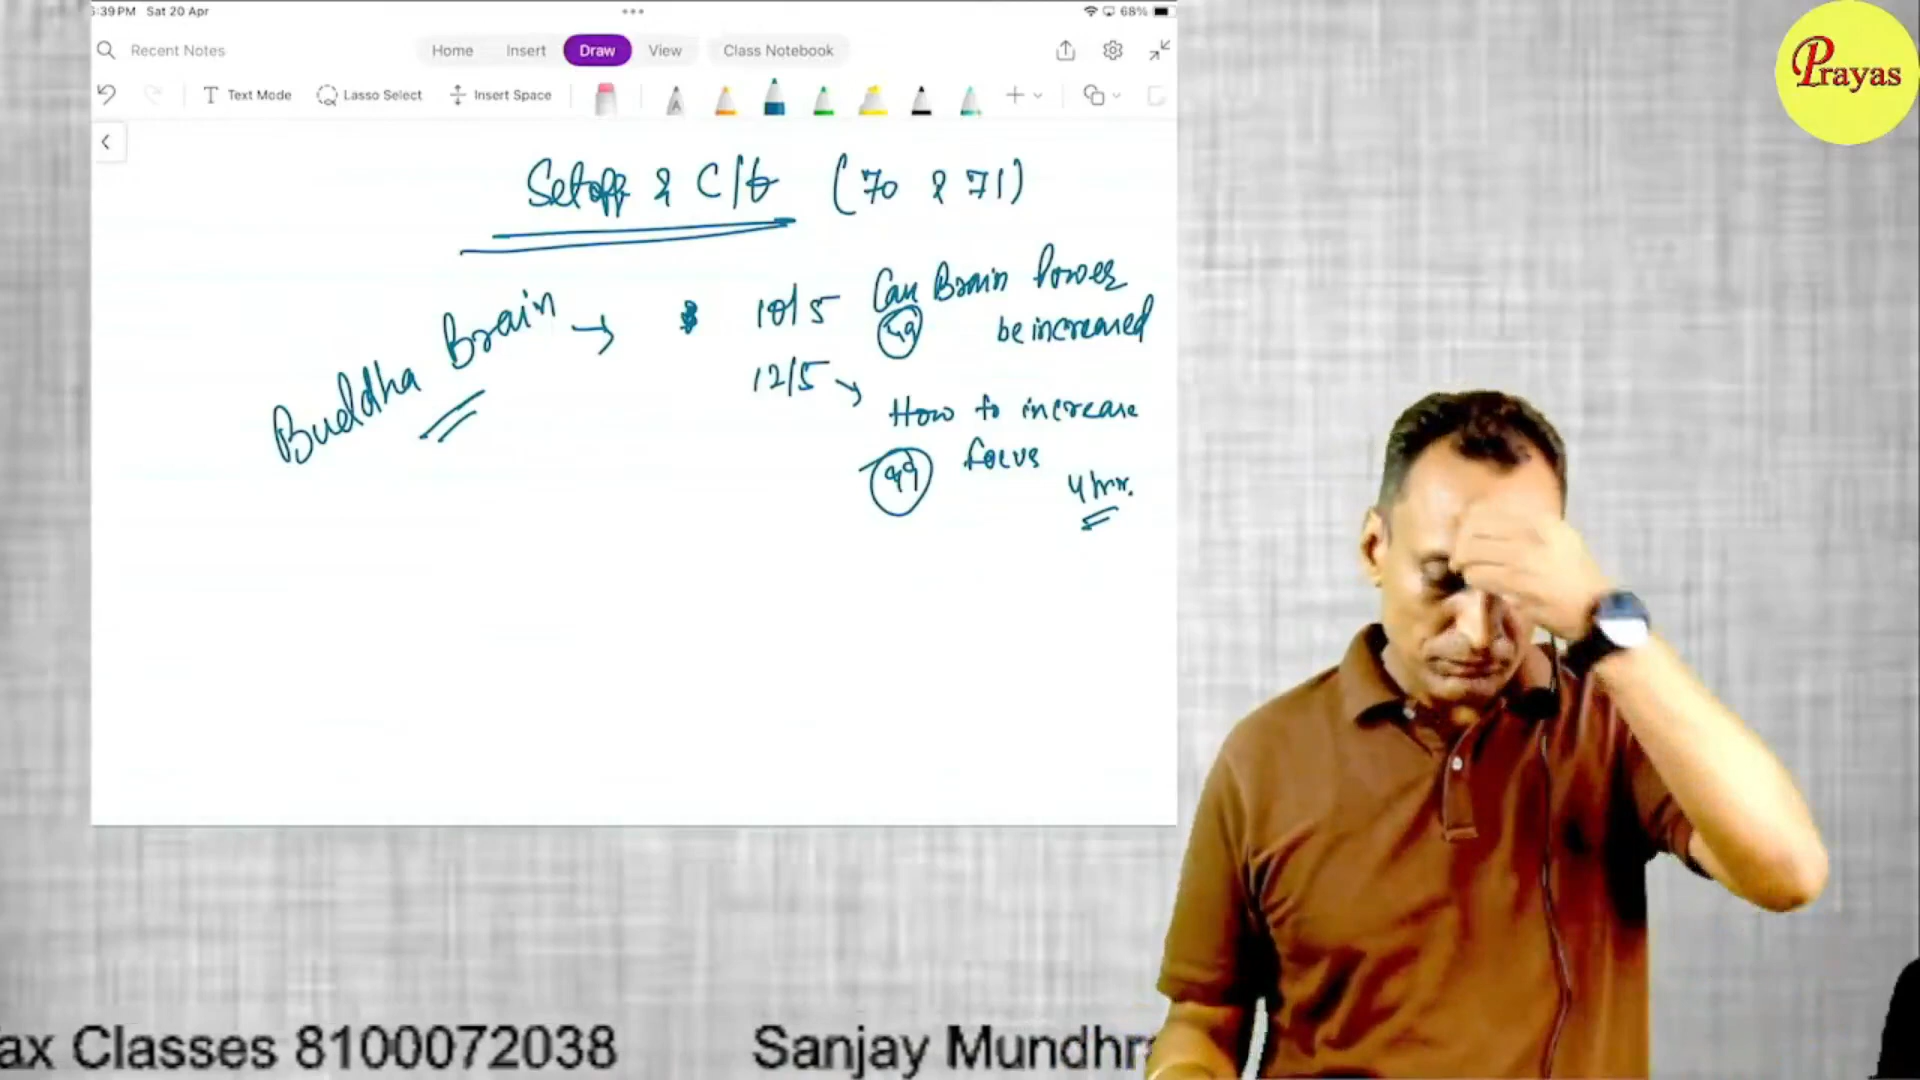 :39 PM Sat 20 Apr
68%
Prayas
Recent Notes
Home Insert Draw View Class Notebook
Text Mode Lasso Select Insert Space
Setoff & C/f (70 & 71)
Buddha Brain → 10/5 Can Brain Power
be increased
12/5 → How to increase
focus
4 hrs.
ax Classes 8100072038 Sanjay Mundhr